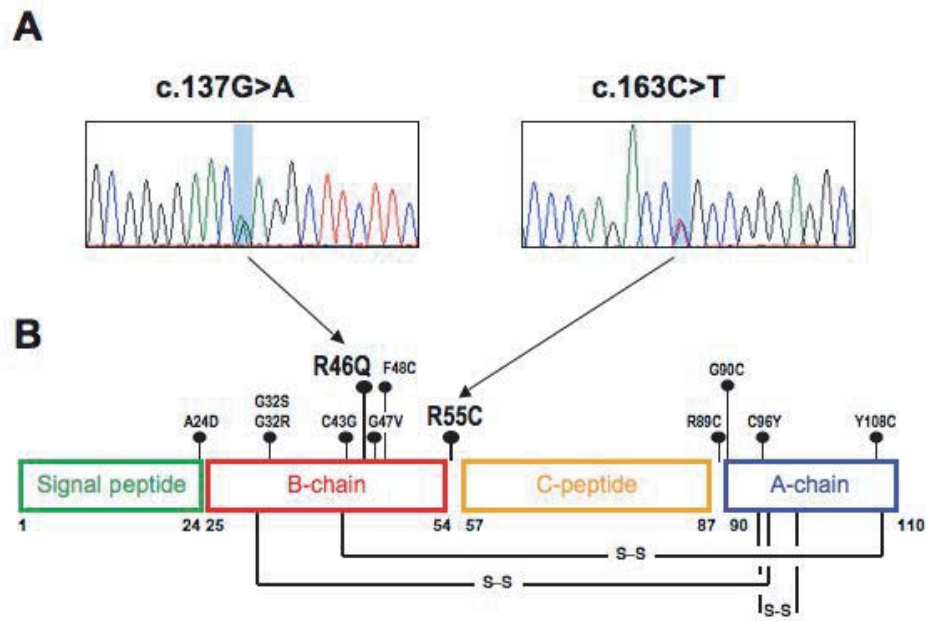 A
c.137G>A c.163C>T
B
R46Q F48C G90C
G32S
A24D G32R C43G G47V R55C R89C C96Y Y108C
Signal peptide B-chain C-peptide A-chain
1 24 25 54 57 87 90 110
S–S
S–S
S-S